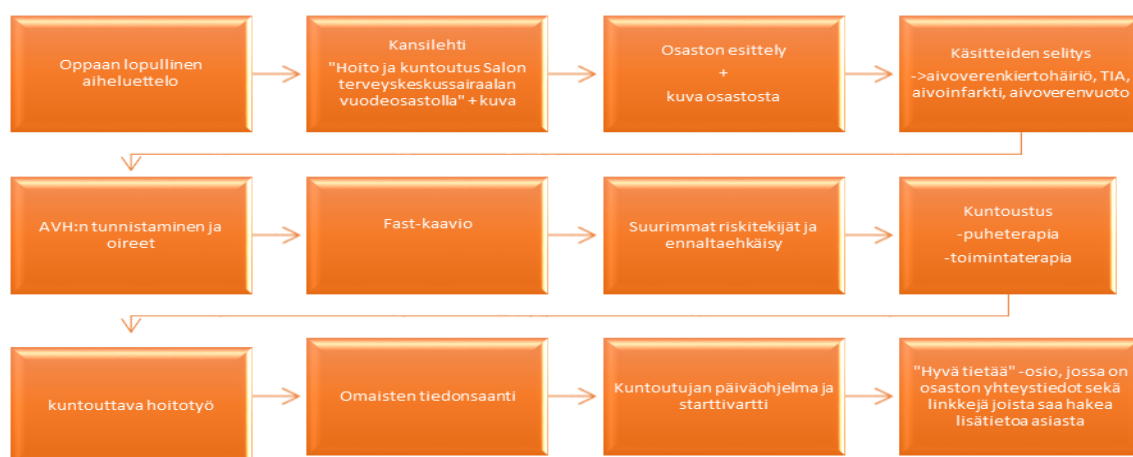 Oppaan lopullinen
aiheluettelo
Kansilehti
"Hoito ja kuntoutus Salon
terveyskeskussairaalan
vuodeosastolla" + kuva
Osaston esittely
+
kuva osastosta
Käsitteiden selitys
->aivoverenkiertohäiriö, TIA,
aivoinfarkti, aivoverenvuoto
AVH:n tunnistaminen ja
oireet
Fast-kaavio
Suurimmat riskitekijät ja
ennaltaehkäisy
Kuntoustus
-puheterapia
-toimintaterapia
kuntouttava hoitotyö
Omaisten tiedonsaanti
Kuntoutujan päiväohjelma ja
starttivartti
"Hyvä tietää" -osio, jossa on
osaston yhteystiedot sekä
linkkejä joista saa hakea
lisätietoa asiasta